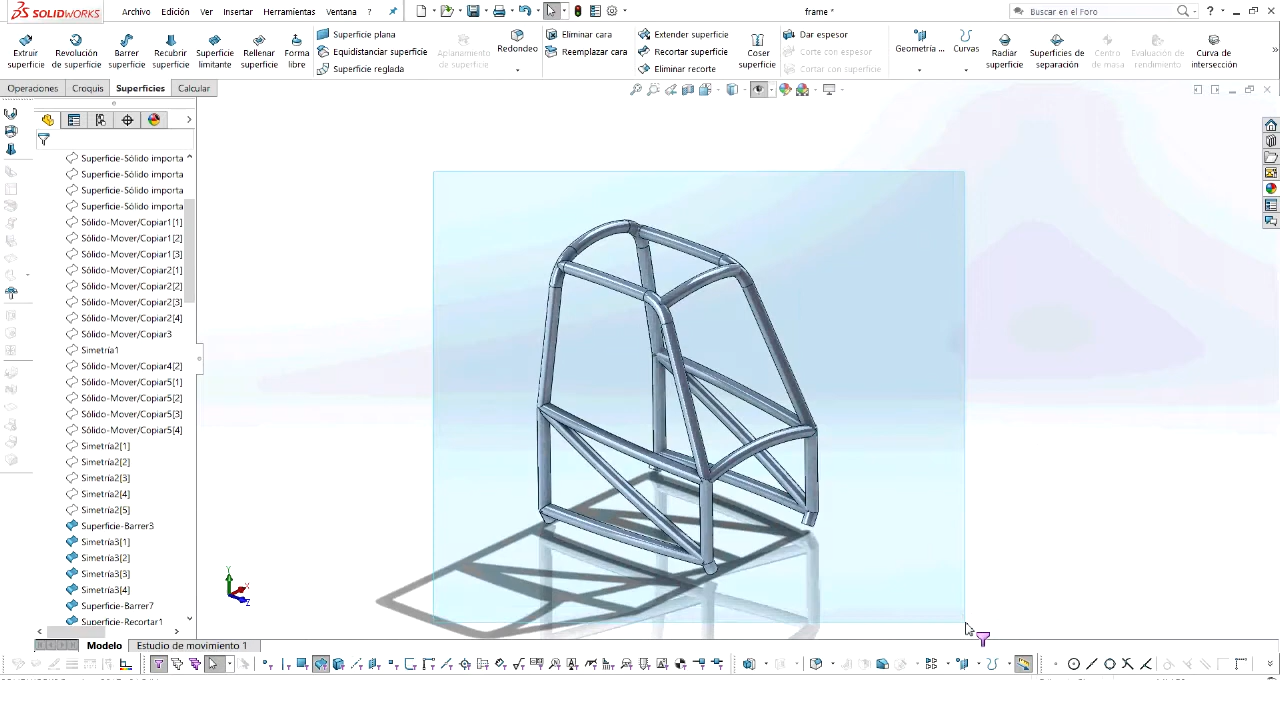 SOLIDWORKS Archivo Edición Ver Insertar Herramientas Ventana ? frame * Buscar en el Foro ?
Extruir superficie
Revolución de superficie
Barrer superficie
Recubrir superficie
Superficie limitante
Rellenar superficie
Forma libre
Superficie plana
Equidistanciar superficie
Superficie reglada
Aplanamiento de superficie
Redondeo
Eliminar cara
Reemplazar cara
Extender superficie
Recortar superficie
Eliminar recorte
Coser superficie
Dar espesor
Corte con espesor
Cortar con superficie
Geometría ...
Curvas
Radiar superficie
Superficies de separación
Centro de masa
Evaluación de rendimiento
Curva de intersección
Operaciones Croquis Superficies Calcular
Superficie-Sólido importa
Superficie-Sólido importa
Superficie-Sólido importa
Superficie-Sólido importa
Sólido-Mover/Copiar1[1]
Sólido-Mover/Copiar1[2]
Sólido-Mover/Copiar1[3]
Sólido-Mover/Copiar2[1]
Sólido-Mover/Copiar2[2]
Sólido-Mover/Copiar2[3]
Sólido-Mover/Copiar2[4]
Sólido-Mover/Copiar3
Simetría1
Sólido-Mover/Copiar4[2]
Sólido-Mover/Copiar5[1]
Sólido-Mover/Copiar5[2]
Sólido-Mover/Copiar5[3]
Sólido-Mover/Copiar5[4]
Simetría2[1]
Simetría2[2]
Simetría2[3]
Simetría2[4]
Simetría2[5]
Superficie-Barrer3
Simetría3[1]
Simetría3[2]
Simetría3[3]
Simetría3[4]
Superficie-Barrer7
Superficie-Recortar1
Y
X
Z
Modelo Estudio de movimiento 1